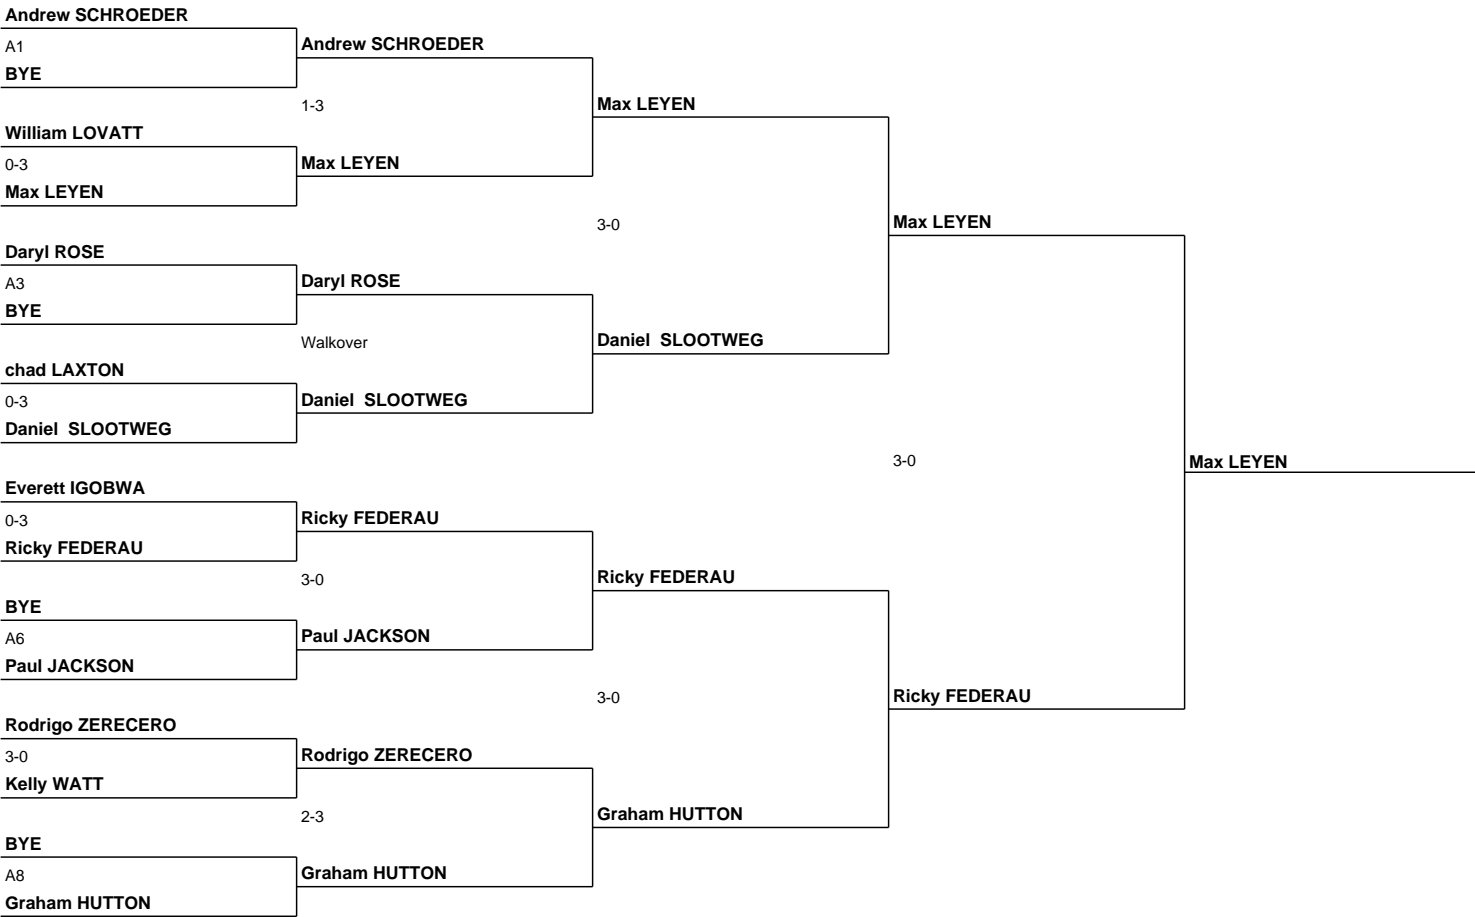 Andrew SCHROEDER
A1
BYE
William LOVATT
0-3
Max LEYEN
Daryl ROSE
A3
BYE
chad LAXTON
0-3
Daniel  SLOOTWEG
Everett IGOBWA
0-3
Ricky FEDERAU
BYE
A6
Paul JACKSON
Rodrigo ZERECERO
3-0
Kelly WATT
BYE
A8
Graham HUTTON
Andrew SCHROEDER
1-3
Max LEYEN
Daryl ROSE
Walkover
Daniel  SLOOTWEG
Ricky FEDERAU
3-0
Paul JACKSON
Rodrigo ZERECERO
2-3
Graham HUTTON
Max LEYEN
3-0
Daniel  SLOOTWEG
Ricky FEDERAU
3-0
Graham HUTTON
Max LEYEN
3-0
Ricky FEDERAU
Max LEYEN